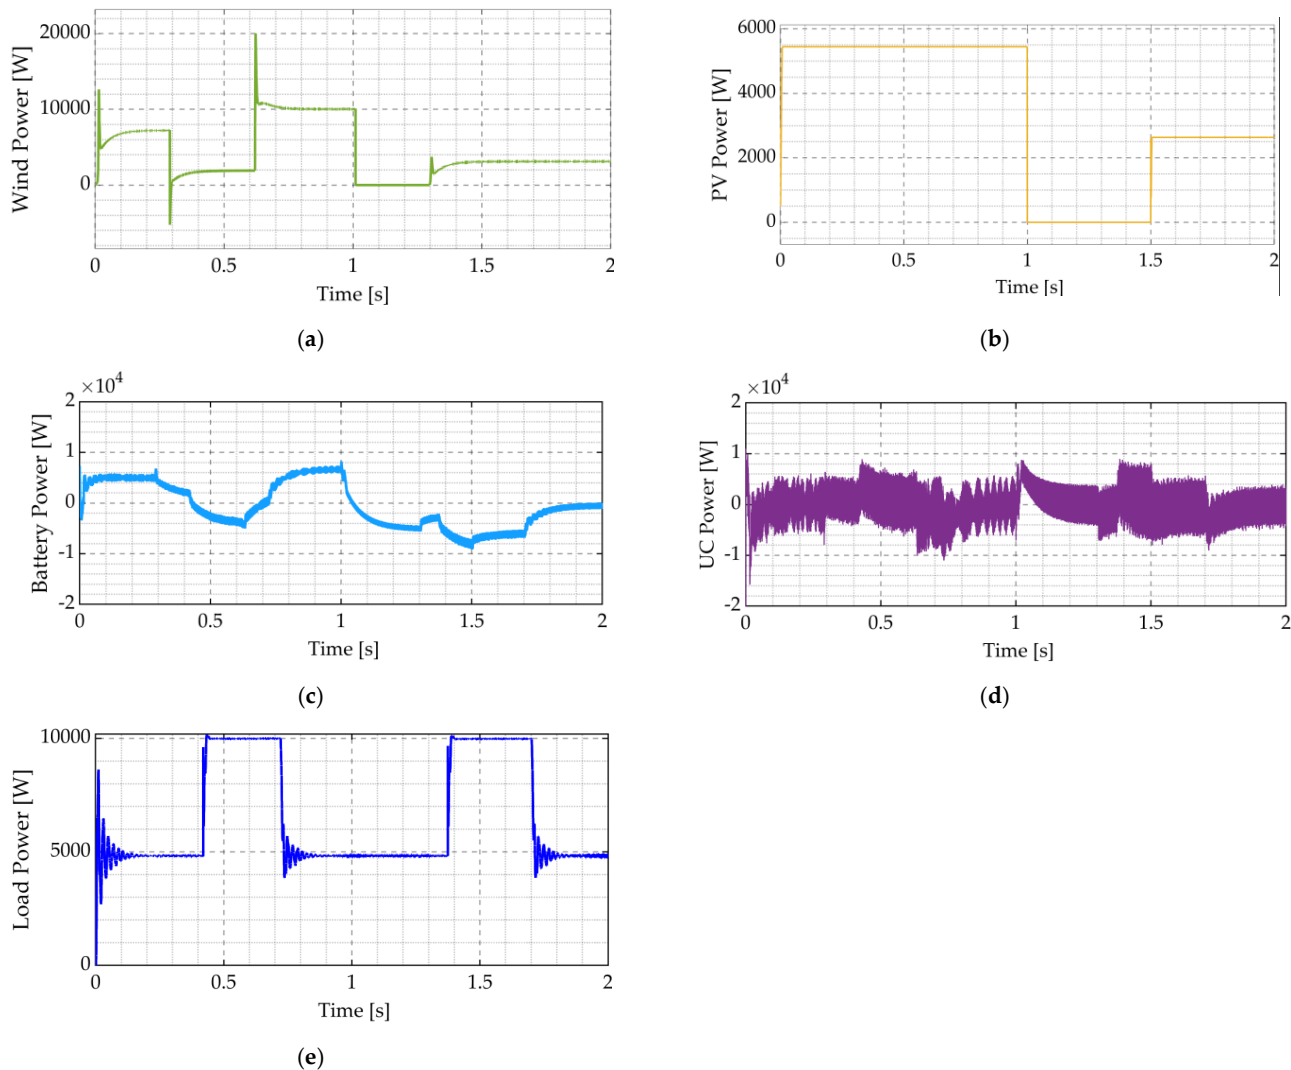 20000
10000
0
Wind Power [W]
0 0.5 1 1.5 2
Time [s]
(a)
6000
4000
2000
0
PV Power [W]
0 0.5 1 1.5 2
Time [s]
(b)
×10⁴
2
1
0
-1
-2
Battery Power [W]
0 0.5 1 1.5 2
Time [s]
(c)
×10⁴
2
1
0
-1
-2
UC Power [W]
0 0.5 1 1.5 2
Time [s]
(d)
10000
5000
0
Load Power [W]
0 0.5 1 1.5 2
Time [s]
(e)